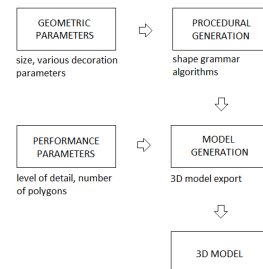 GEOMETRIC
PARAMETERS
PROCEDURAL
GENERATION
size, various decoration
parameters
shape grammar
algorithms
PERFORMANCE
PARAMETERS
MODEL
GENERATION
level of detail, number
of polygons
3D model export
3D MODEL